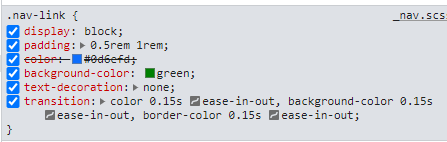 .nav-link { _nav.scs
display: block;
padding: 0.5rem 1rem;
color: #0d6efd;
background-color: green;
text-decoration: none;
transition: color 0.15s ease-in-out, background-color 0.15s
ease-in-out, border-color 0.15s ease-in-out;
}